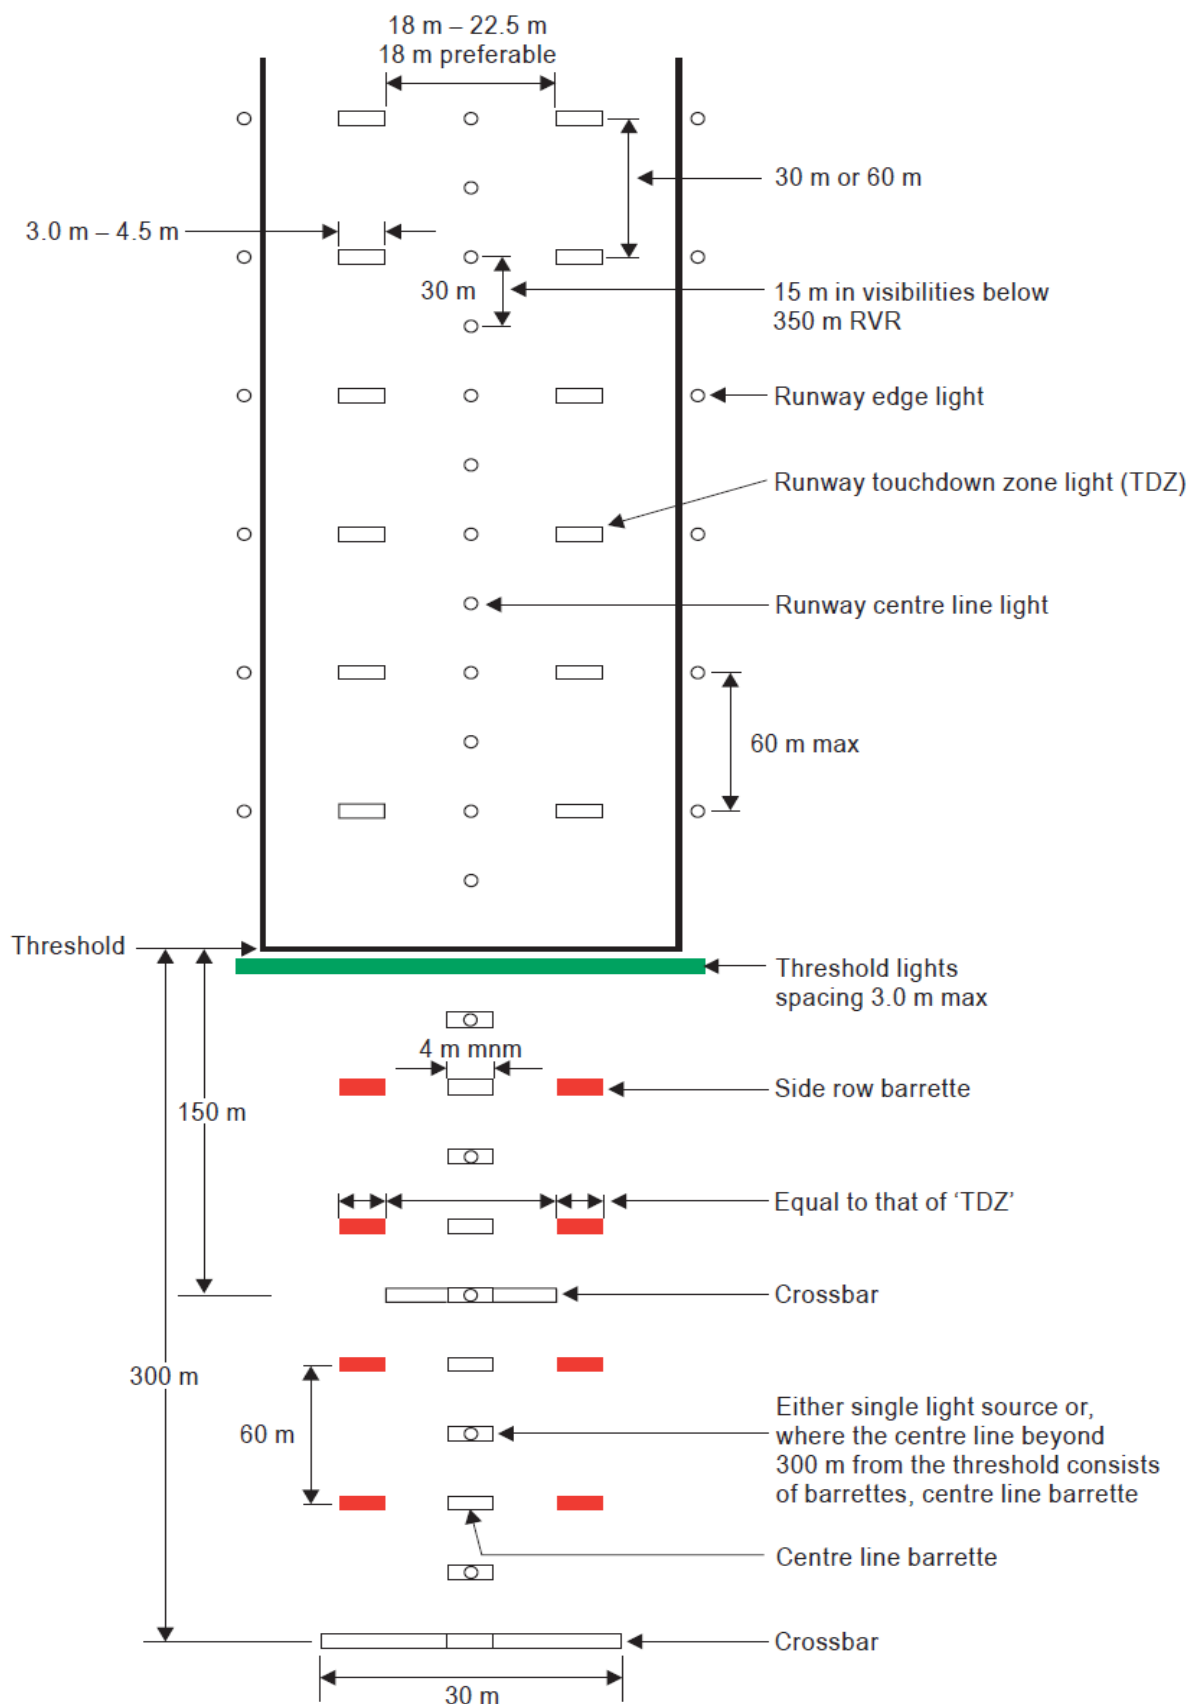 18 m – 22.5 m
18 m preferable
30 m or 60 m
3.0 m – 4.5 m
30 m
15 m in visibilities below
350 m RVR
Runway edge light
Runway touchdown zone light (TDZ)
Runway centre line light
60 m max
Threshold
Threshold lights
spacing 3.0 m max
4 m mnm
Side row barrette
150 m
Equal to that of ‘TDZ’
Crossbar
300 m
Either single light source or,
where the centre line beyond
300 m from the threshold consists
of barrettes, centre line barrette
60 m
Centre line barrette
Crossbar
30 m